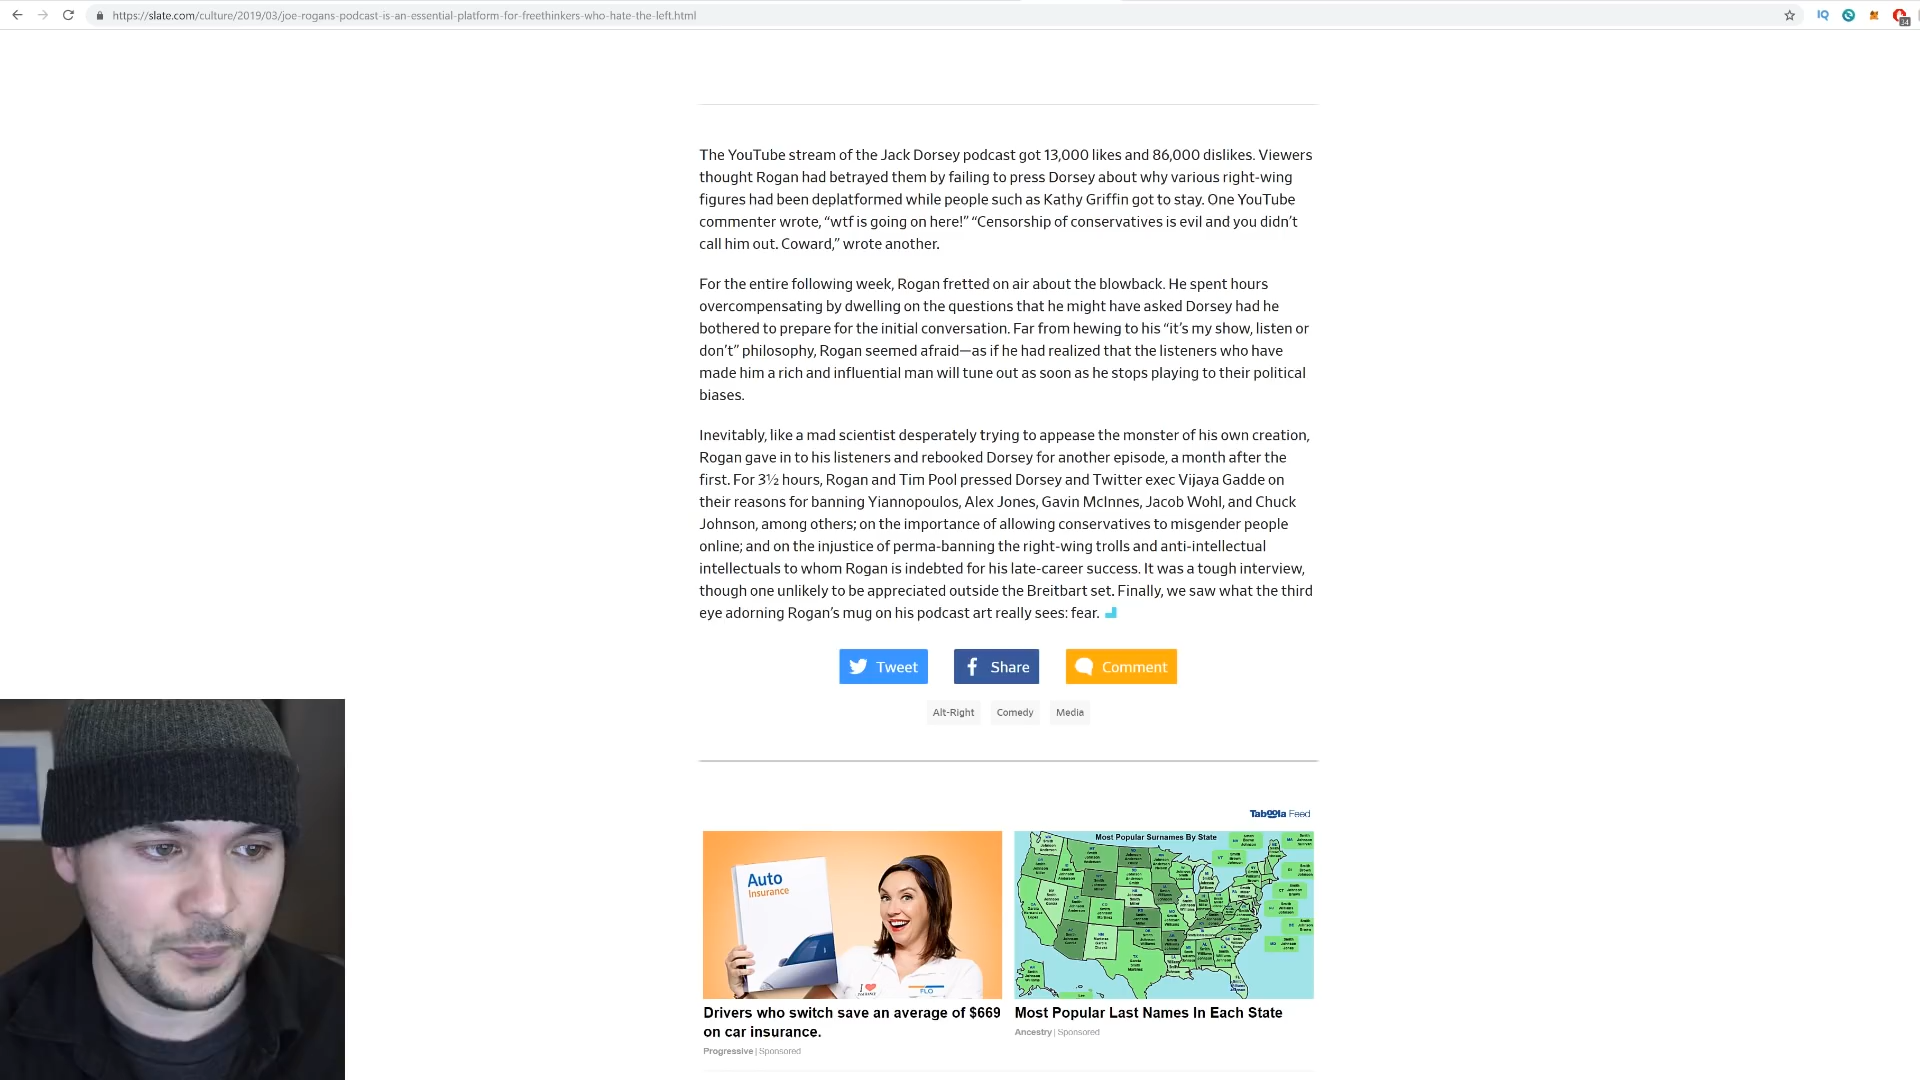 https://slate.com/culture/2019/03/joe-rogans-podcast-is-an-essential-platform-for-freethinkers-who-hate-the-left.html
IQ
34
The YouTube stream of the Jack Dorsey podcast got 13,000 likes and 86,000 dislikes. Viewers
thought Rogan had betrayed them by failing to press Dorsey about why various right-wing
figures had been deplatformed while people such as Kathy Griffin got to stay. One YouTube
commenter wrote, “wtf is going on here!” “Censorship of conservatives is evil and you didn’t
call him out. Coward,” wrote another.
For the entire following week, Rogan fretted on air about the blowback. He spent hours
overcompensating by dwelling on the questions that he might have asked Dorsey had he
bothered to prepare for the initial conversation. Far from hewing to his “it’s my show, listen or
don’t” philosophy, Rogan seemed afraid—as if he had realized that the listeners who have
made him a rich and influential man will tune out as soon as he stops playing to their political
biases.
Inevitably, like a mad scientist desperately trying to appease the monster of his own creation,
Rogan gave in to his listeners and rebooked Dorsey for another episode, a month after the
first. For 3½ hours, Rogan and Tim Pool pressed Dorsey and Twitter exec Vijaya Gadde on
their reasons for banning Yiannopoulos, Alex Jones, Gavin McInnes, Jacob Wohl, and Chuck
Johnson, among others; on the importance of allowing conservatives to misgender people
online; and on the injustice of perma-banning the right-wing trolls and anti-intellectual
intellectuals to whom Rogan is indebted for his late-career success. It was a tough interview,
though one unlikely to be appreciated outside the Breitbart set. Finally, we saw what the third
eye adorning Rogan’s mug on his podcast art really sees: fear.
Tweet
Share
Comment
Alt-Right
Comedy
Media
Taboola Feed
Auto
Insurance
FLO
Most Popular Surnames By State
Drivers who switch save an average of $669
on car insurance.
Progressive | Sponsored
Most Popular Last Names In Each State
Ancestry | Sponsored